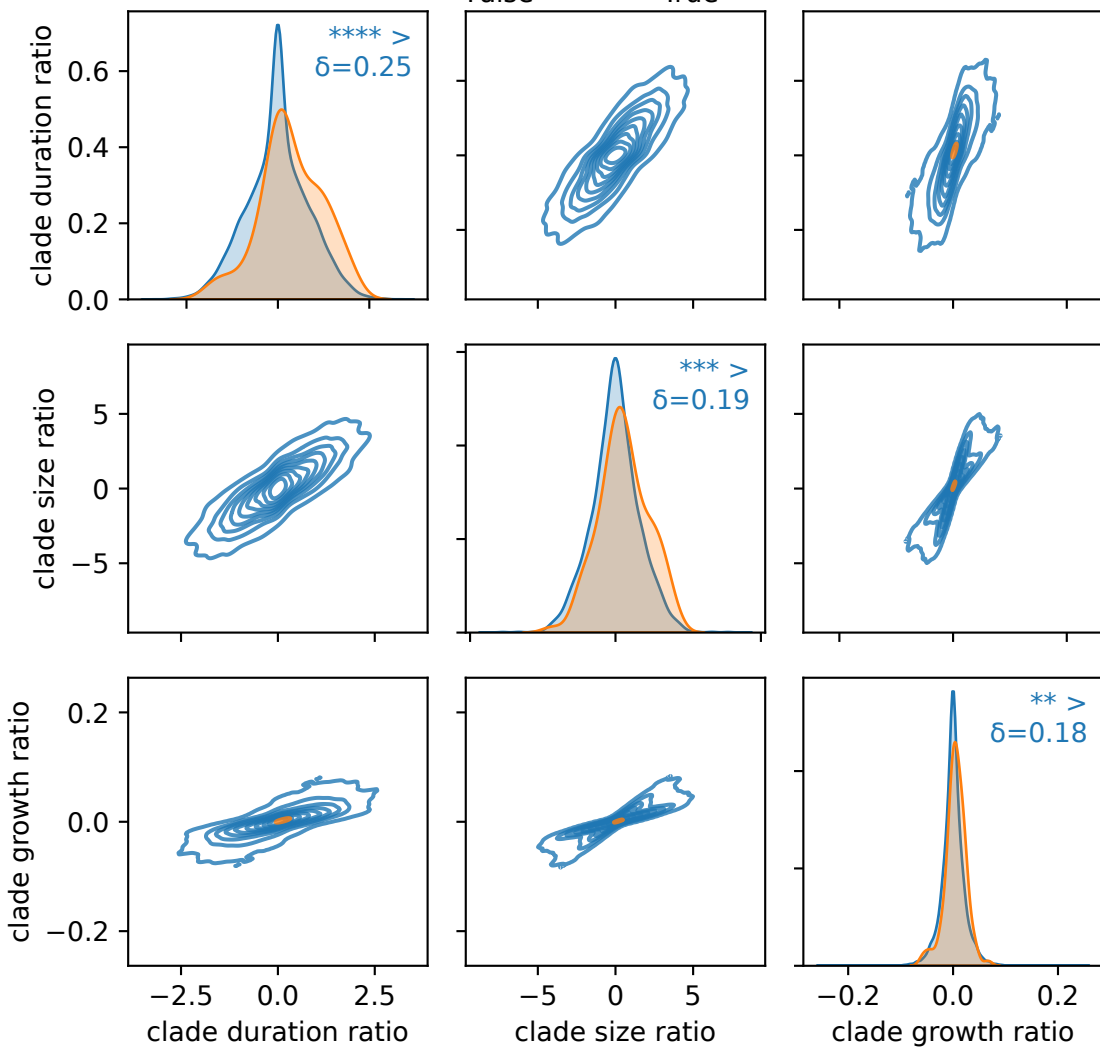 clade duration ratio
0.6
0.4
0.2
0.0
**** >
δ=0.25
clade size ratio
5
0
−5
*** >
δ=0.19
clade growth ratio
0.2
0.0
−0.2
** >
δ=0.18
−2.5 0.0 2.5
−5 0 5
−0.2 0.0 0.2
clade duration ratio
clade size ratio
clade growth ratio